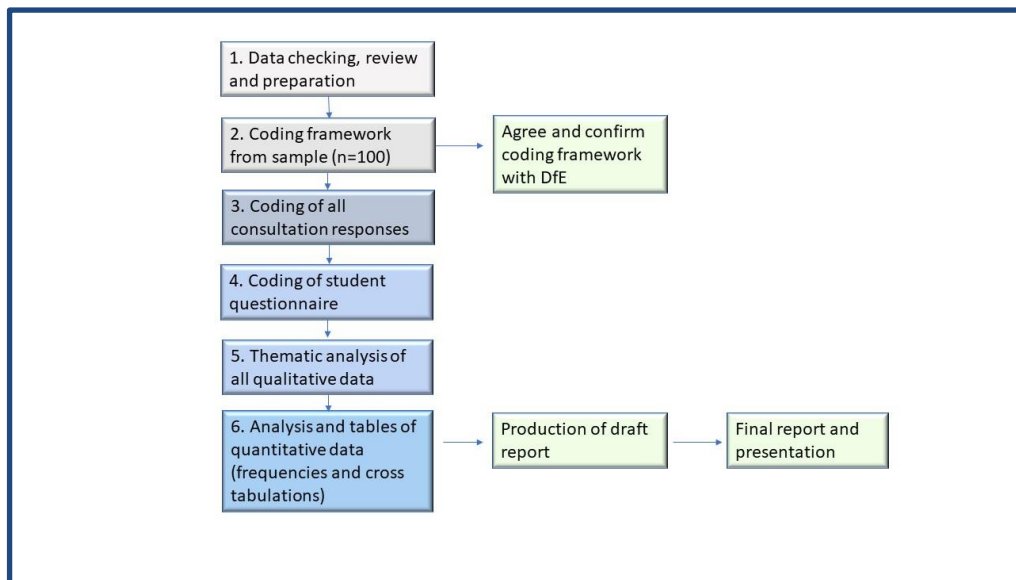 1. Data checking, review
and preparation
2. Coding framework
from sample (n=100)
Agree and confirm
coding framework
with DfE
3. Coding of all
consultation responses
4. Coding of student
questionnaire
5. Thematic analysis of
all qualitative data
6. Analysis and tables of
quantitative data
(frequencies and cross
tabulations)
Production of draft
report
Final report and
presentation